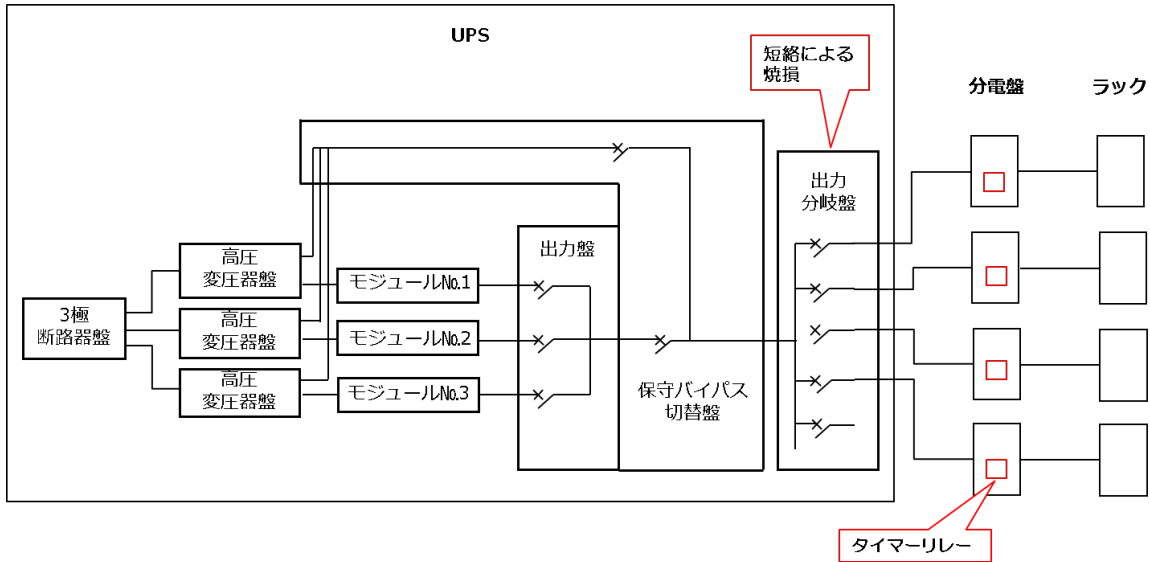 UPS
短絡による
焼損
分電盤
ラック
出力
分岐盤
出力盤
高圧
変圧器盤
モジュールNo.1
3極
断路器盤
高圧
変圧器盤
モジュールNo.2
高圧
変圧器盤
モジュールNo.3
保守バイパス
切替盤
タイマーリレー